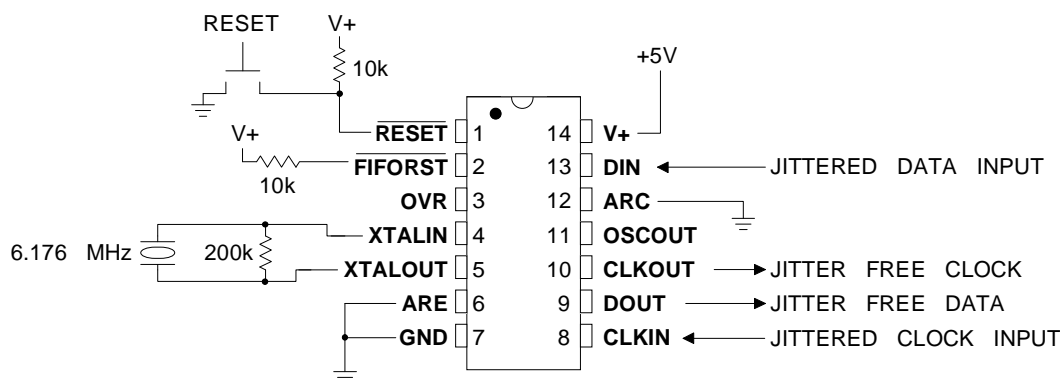 RESET
V+
10k
+5V
RESET 1 14 V+
V+
FIFORST 2 13 DIN JITTERED DATA INPUT
10k
OVR 3 12 ARC
XTALIN 4 11 OSCOUT
6.176 MHz 200k
XTALOUT 5 10 CLKOUT JITTER FREE CLOCK
ARE 6 9 DOUT JITTER FREE DATA
GND 7 8 CLKIN JITTERED CLOCK INPUT